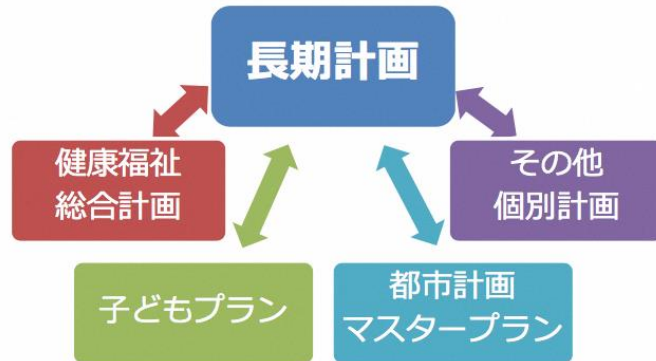 長期計画
健康福祉
総合計画
その他
個別計画
子どもプラン
都市計画
マスタープラン